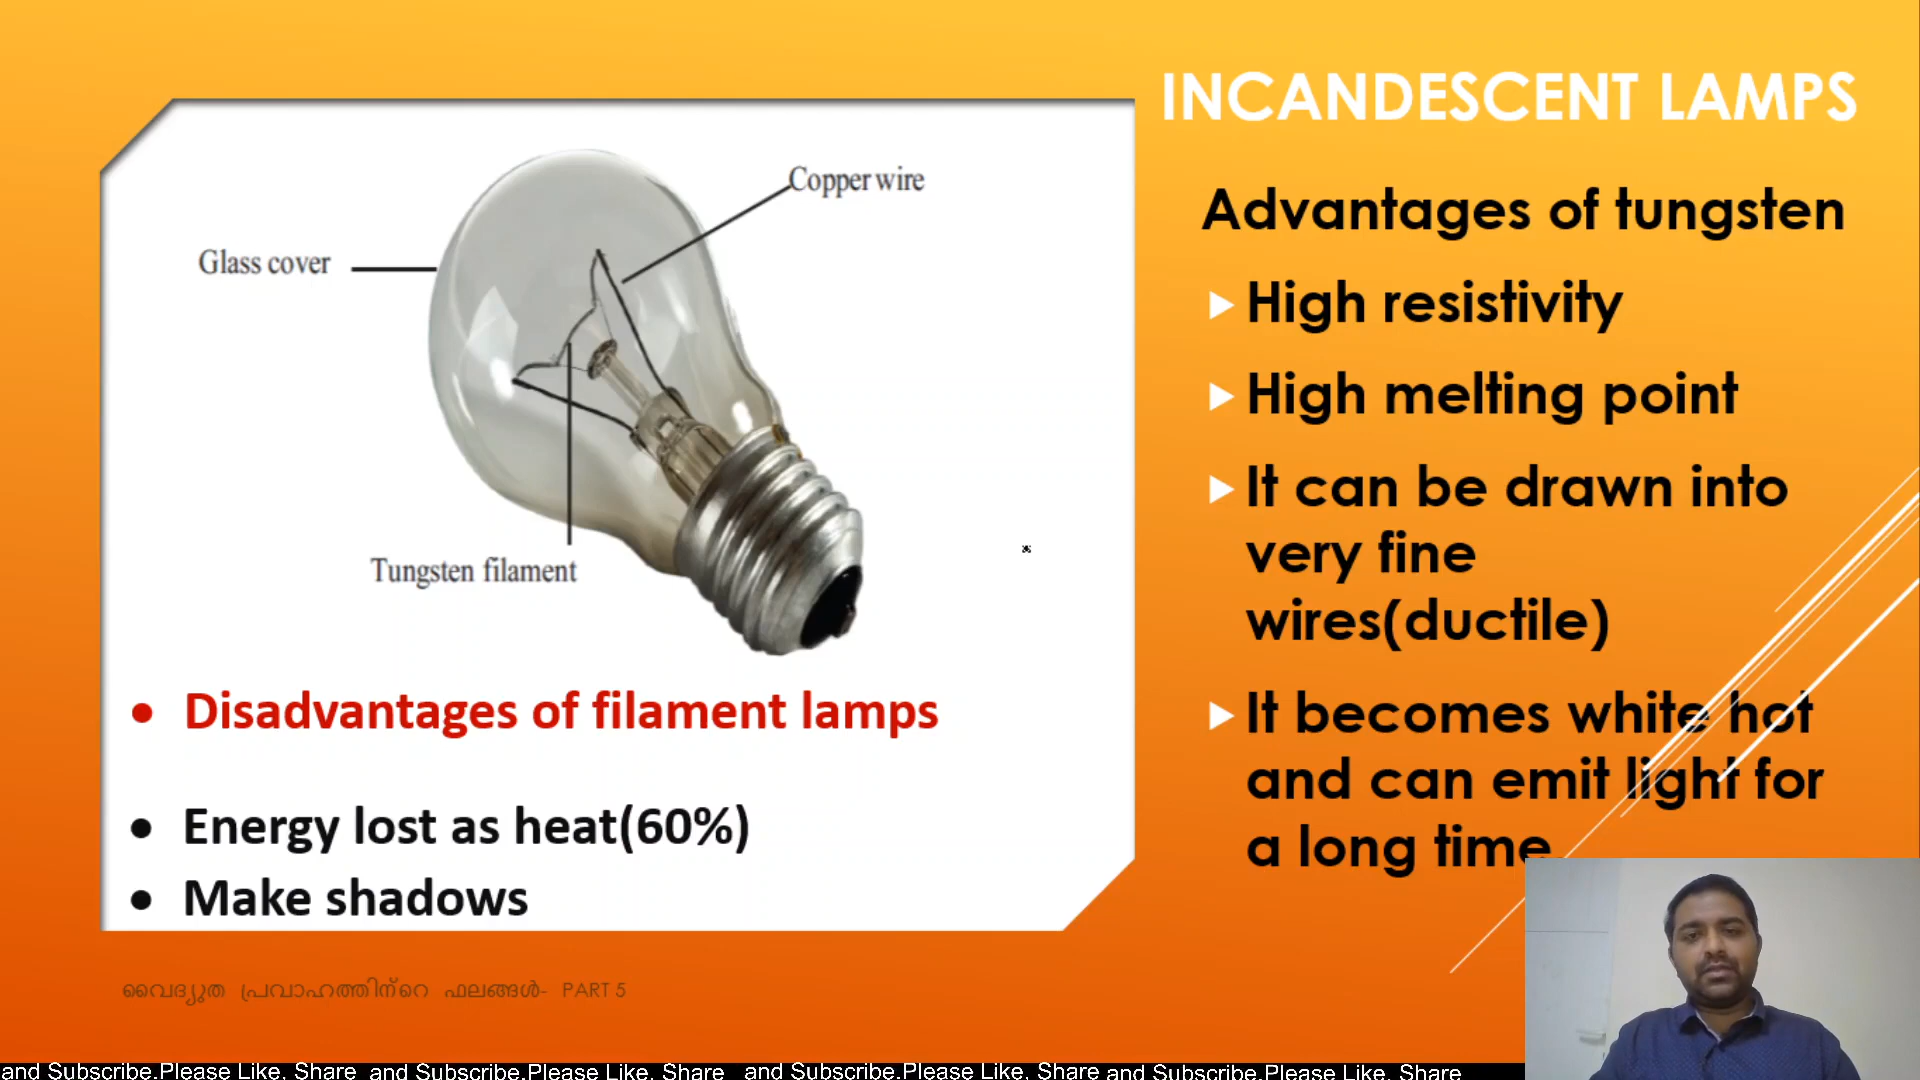 INCANDESCENT LAMPS
Copper wire
Glass cover
Tungsten filament
Disadvantages of filament lamps
Energy lost as heat(60%)
Make shadows
Advantages of tungsten
High resistivity
High melting point
It can be drawn into
very fine
wires(ductile)
It becomes white hot
and can emit light for
a long time
വൈദ്യുത പ്രവാഹത്തിന്റെ ഫലങ്ങൾ- PART 5
and Subscribe.Please Like, Share and Subscribe.Please Like, Share and Subscribe.Please Like, Share and Subscribe.Please Like, Share